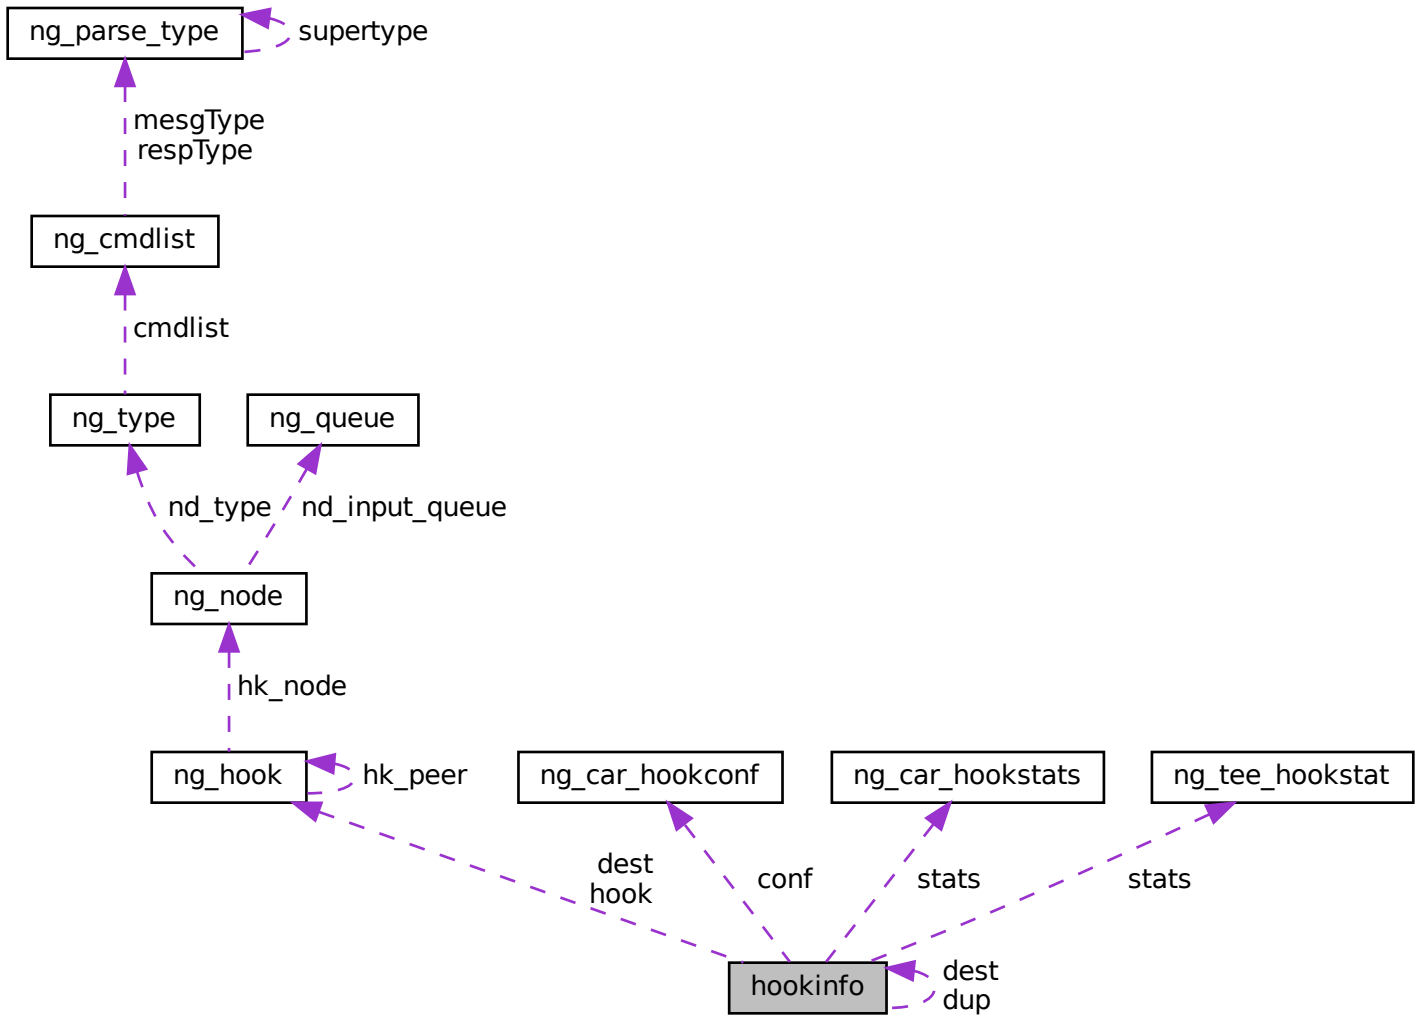 ng_parse_type
supertype
mesgType
respType
ng_cmdlist
cmdlist
ng_type
ng_queue
nd_type
nd_input_queue
ng_node
hk_node
ng_hook
hk_peer
ng_car_hookconf
ng_car_hookstats
ng_tee_hookstat
dest
hook
conf
stats
stats
hookinfo
dest
dup